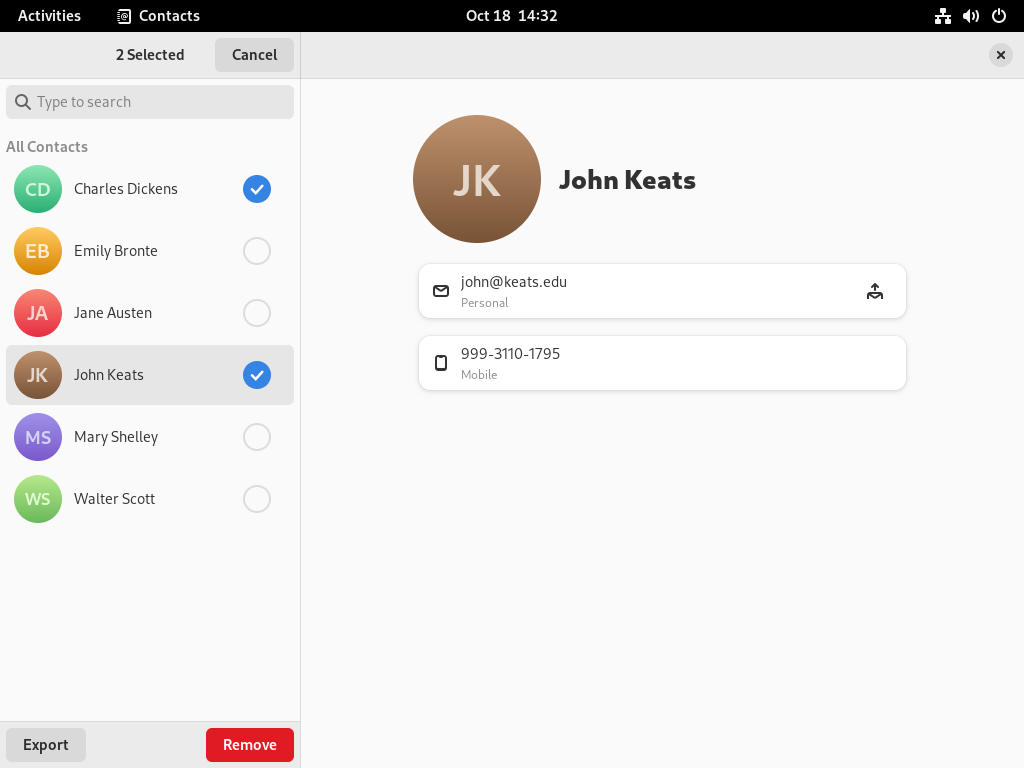 Activities
Contacts
Oct 18 14:32
2 Selected
Cancel
Type to search
All Contacts
CD
Charles Dickens
EB
Emily Bronte
JA
Jane Austen
JK
John Keats
MS
Mary Shelley
WS
Walter Scott
Export
Remove
JK
John Keats
john@keats.edu
Personal
999-3110-1795
Mobile